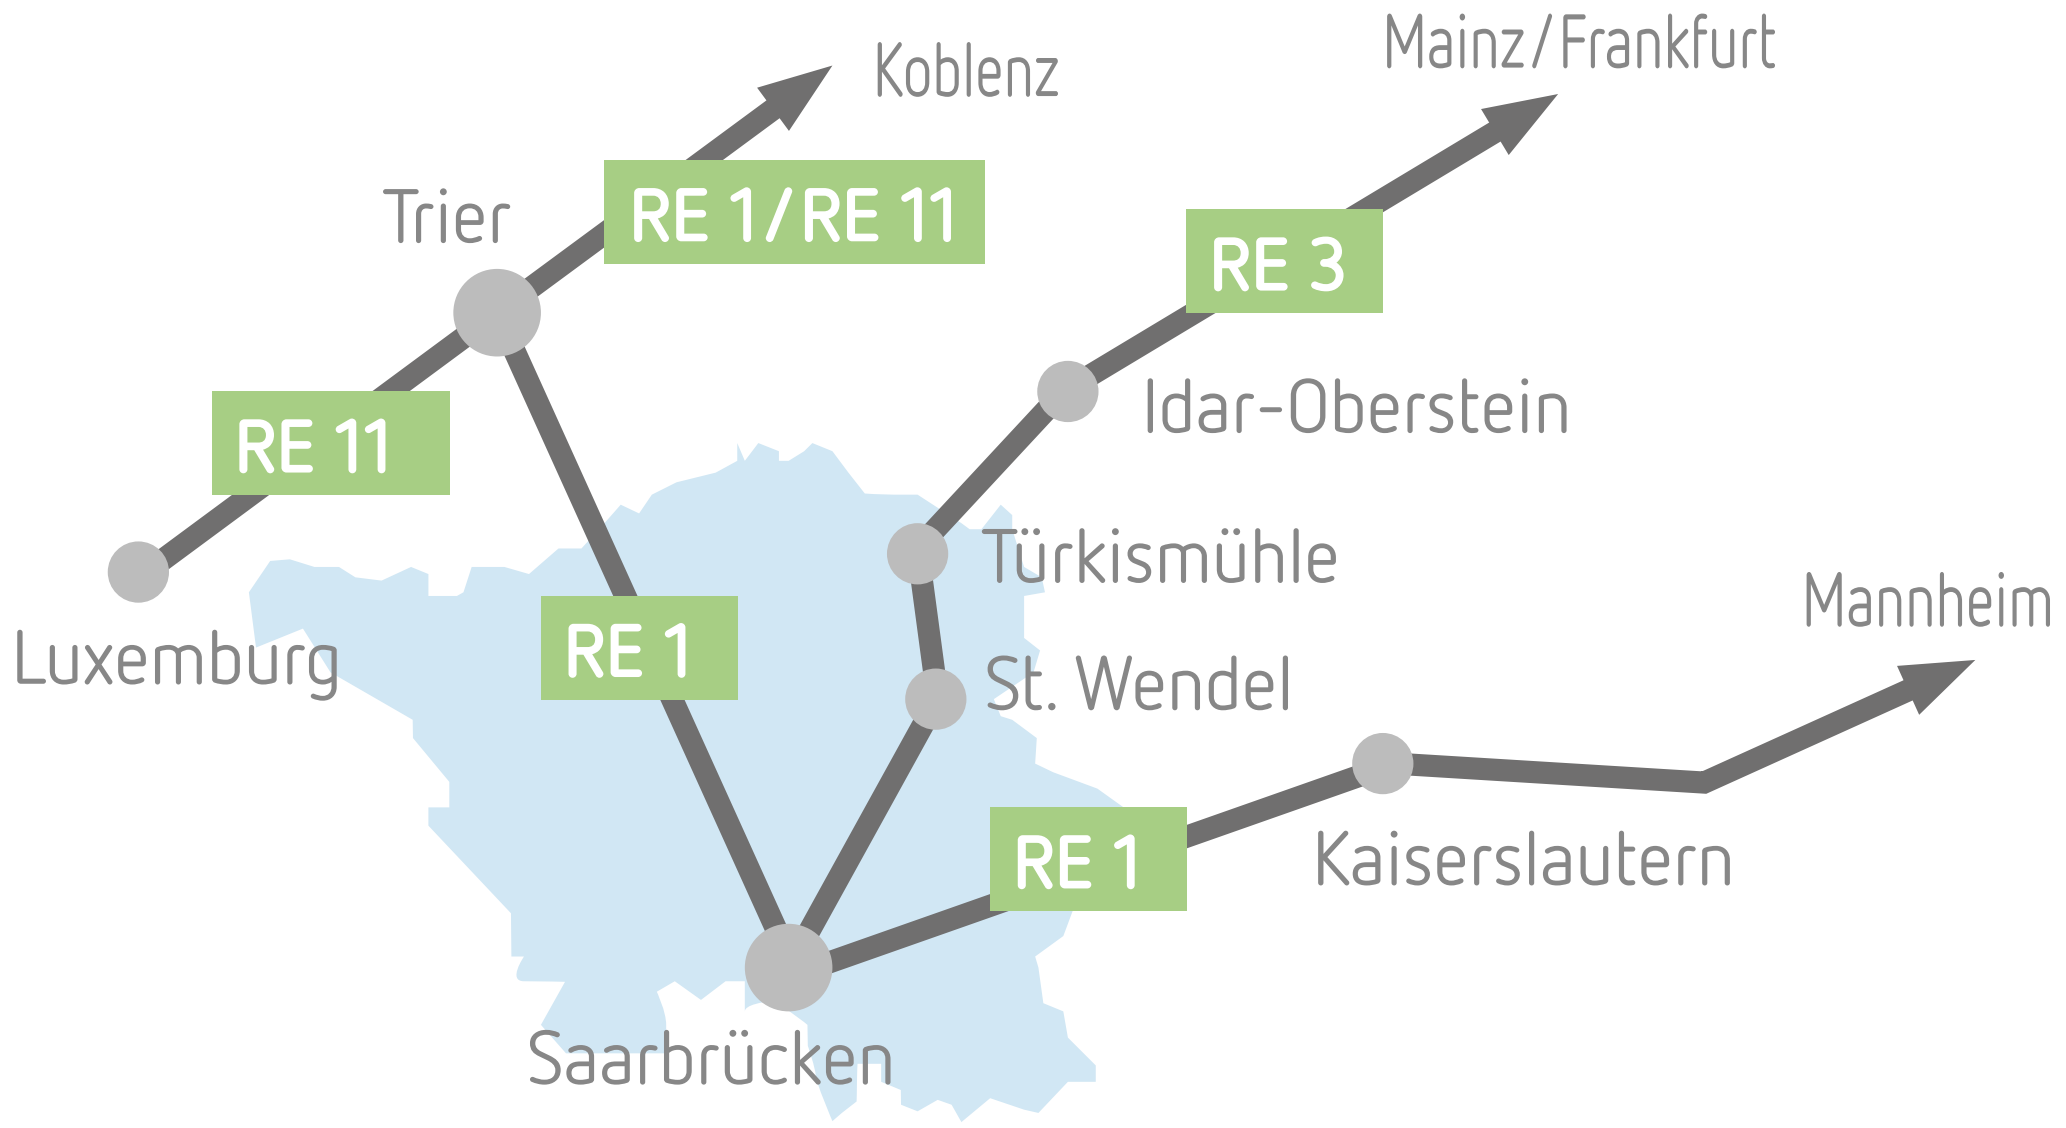 Mainz/Frankfurt
Koblenz
Trier
RE 1/RE 11
RE 3
Idar-Oberstein
RE 11
Türkismühle
Mannheim
Luxemburg
RE 1
St. Wendel
RE 1
Kaiserslautern
Saarbrücken